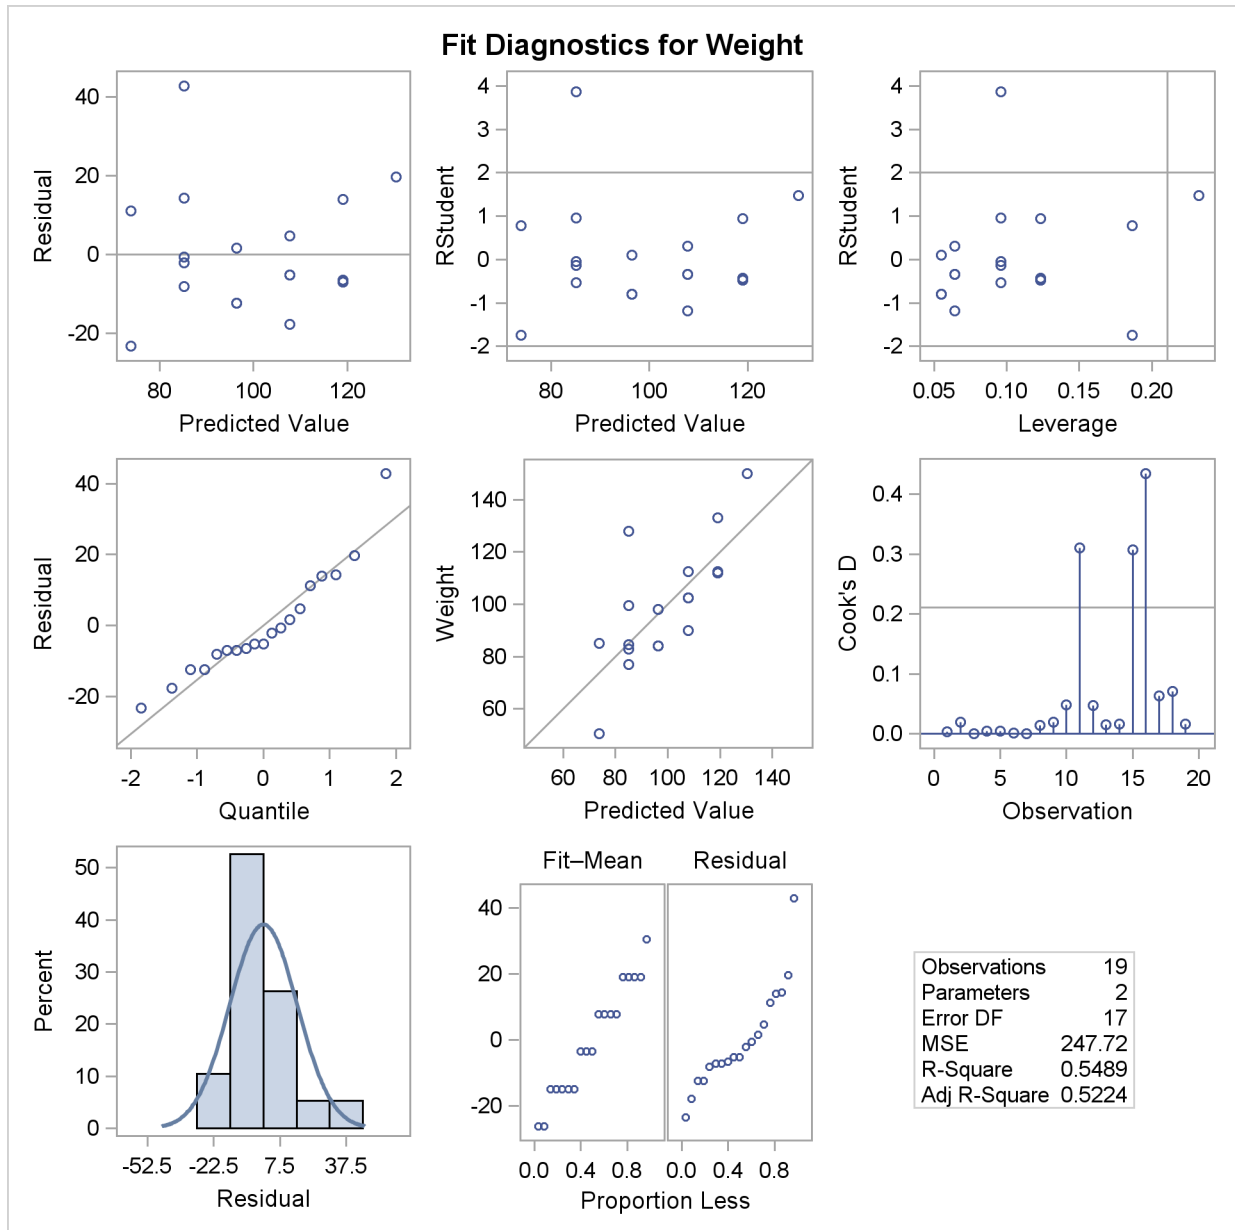 Fit Diagnostics for Weight
40
20
0
-20
Residual
80 100 120
Predicted Value
4
3
2
1
0
-1
-2
RStudent
80 100 120
Predicted Value
4
3
2
1
0
-1
-2
RStudent
0.05 0.10 0.15 0.20
Leverage
40
20
0
-20
Residual
-2 -1 0 1 2
Quantile
140
120
100
80
60
Weight
60 80 100 120 140
Predicted Value
0.4
0.3
0.2
0.1
0.0
Cook's D
0 5 10 15 20
Observation
50
40
30
20
10
0
Percent
-52.5 -22.5 7.5 37.5
Residual
Fit–Mean Residual
40
20
0
-20
0.0 0.4 0.8 0.0 0.4 0.8
Proportion Less
Observations 19
Parameters 2
Error DF 17
MSE 247.72
R-Square 0.5489
Adj R-Square 0.5224